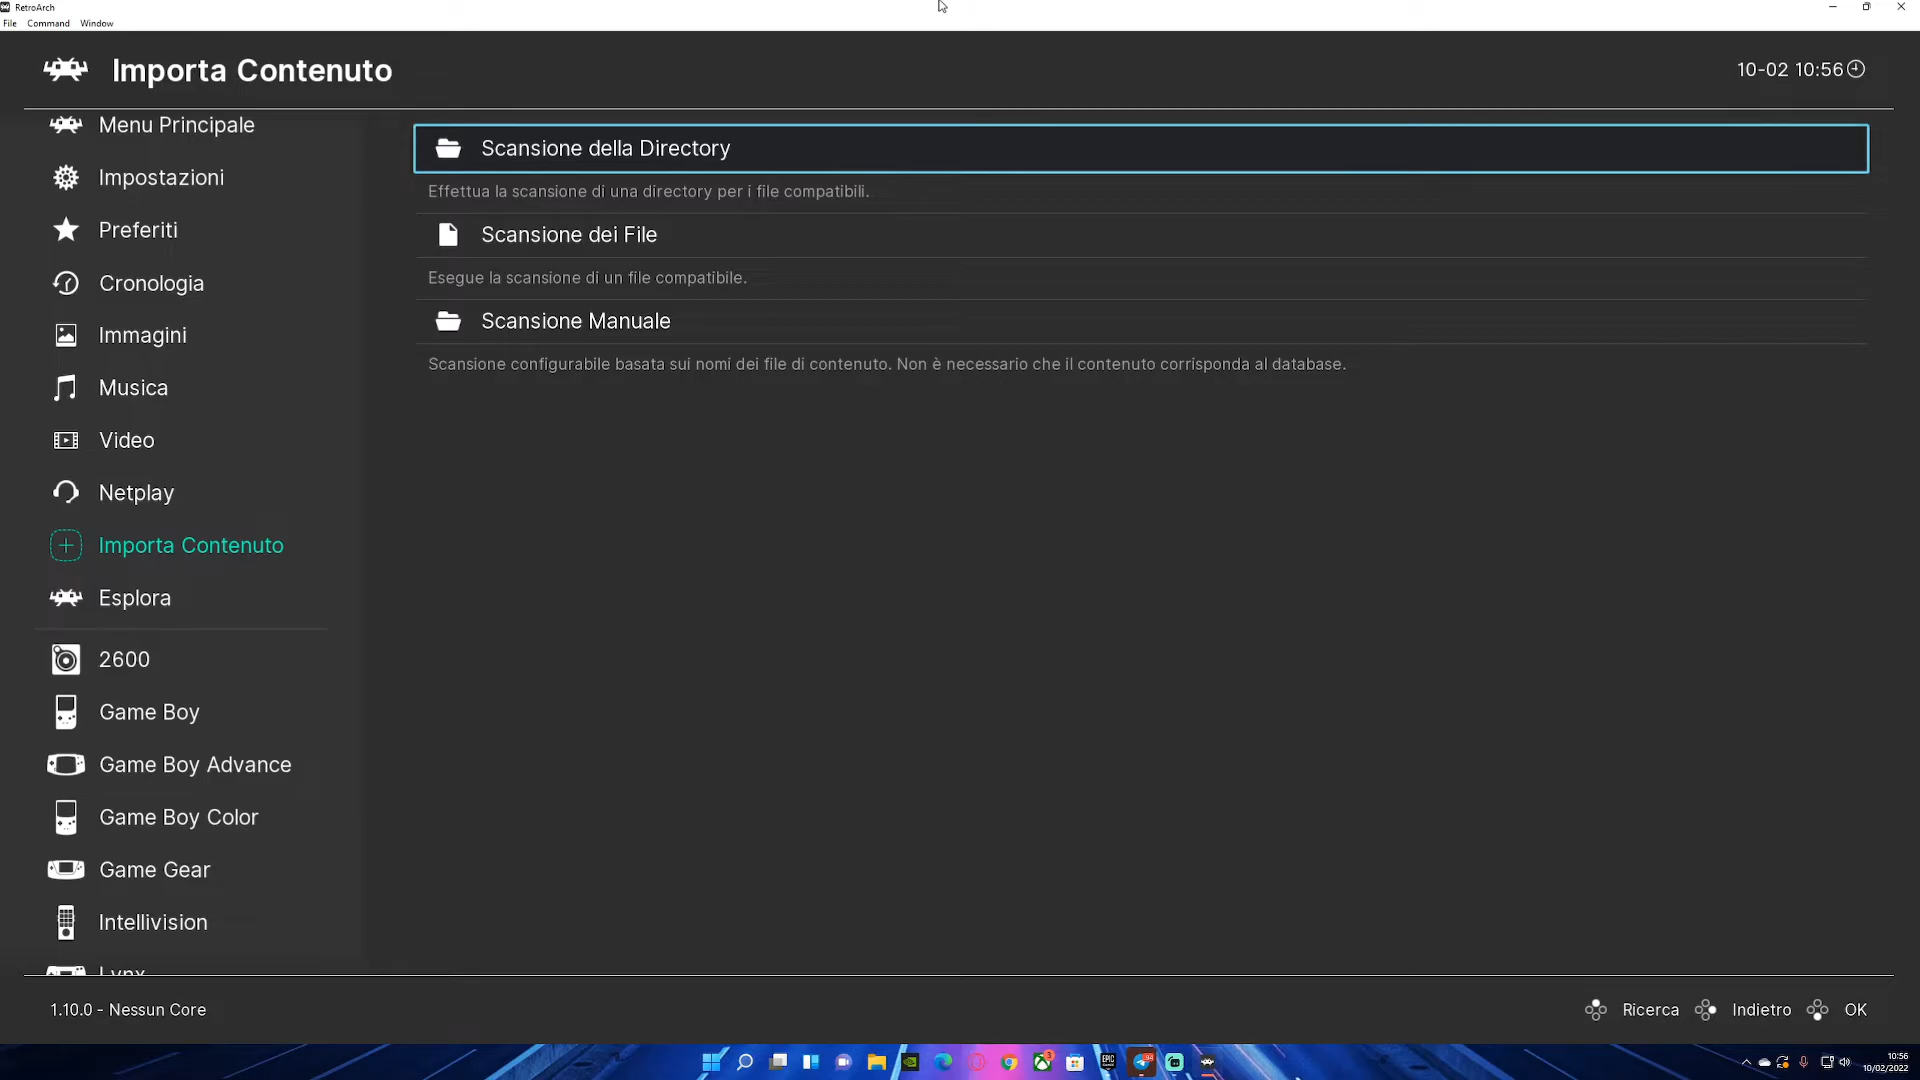 RetroArch
File Command Window
Importa Contenuto
10-02 10:56
Menu Principale
Impostazioni
Preferiti
Cronologia
Immagini
Musica
Video
Netplay
Importa Contenuto
Esplora
2600
Game Boy
Game Boy Advance
Game Boy Color
Game Gear
Intellivision
Lynx
Scansione della Directory
Effettua la scansione di una directory per i file compatibili.
Scansione dei File
Esegue la scansione di un file compatibile.
Scansione Manuale
Scansione configurabile basata sui nomi dei file di contenuto. Non è necessario che il contenuto corrisponda al database.
1.10.0 - Nessun Core
Ricerca Indietro OK
EPIC
3
94
10:56
10/02/2022